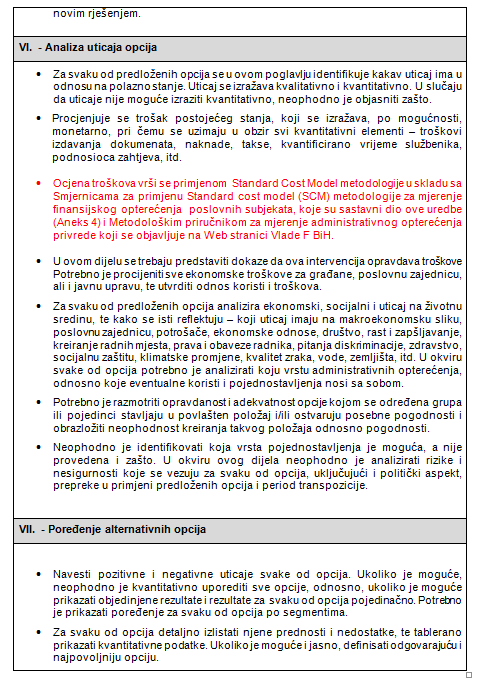 novim rješenjem.
VI. - Analiza uticaja opcija
• Za svaku od predloženih opcija se u ovom poglavlju identifikuje kakav uticaj ima u
odnosu na polazno stanje. Uticaj se izražava kvalitativno i kvantitativno. U slučaju
da uticaje nije moguće izraziti kvantitativno, neophodno je objasniti zašto.
• Procjenjuje se trošak postojećeg stanja, koji se izražava, po mogućnosti,
monetarno, pri čemu se uzimaju u obzir svi kvantitativni elementi – troškovi
izdavanja dokumenata, naknade, takse, kvantificirano vrijeme službenika,
podnosioca zahtjeva, itd.
• Ocjena troškova vrši se primjenom Standard Cost Model metodologije u skladu sa
Smjernicama za primjenu Standard cost model (SCM) metodologije za mjerenje
finansijskog opterećenja poslovnih subjekata, koje su sastavni dio ove uredbe
(Aneks 4) i Metodološkim priručnikom za mjerenje administrativnog opterećenja
privrede koji se objavljuje na Web stranici Vlade F BiH.
• U ovom dijelu se trebaju predstaviti dokaze da ova intervencija opravdava troškove
Potrebno je procijeniti sve ekonomske troškove za građane, poslovnu zajednicu,
ali i javnu upravu, te utvrditi odnos koristi i troškova.
• Za svaku od predloženih opcija analizira ekonomski, socijalni i uticaj na životnu
sredinu, te kako se isti reflektuju – koji uticaj imaju na makroekonomsku sliku,
poslovnu zajednicu, potrošače, ekonomske odnose, društvo, rast i zapšljavanje,
kreiranje radnih mjesta, prava i obaveze radnika, pitanja diskriminacije, zdravstvo,
socijalnu zaštitu, klimatske promjene, kvalitet zraka, vode, zemljišta, itd. U okviru
svake od opcija potrebno je analizirati koju vrstu administrativnih opterećenja,
odnosno koje eventualne koristi i pojednostavljenja nosi sa sobom.
• Potrebno je razmotriti opravdanost i adekvatnost opcije kojom se određena grupa
ili pojedinci stavljaju u povlašten položaj i/ili ostvaruju posebne pogodnosti i
obrazložiti neophodnost kreiranja takvog položaja odnosno pogodnosti.
• Neophodno je identifikovati koja vrsta pojednostavljenja je moguća, a nije
provedena i zašto. U okviru ovog dijela neophodno je analizirati rizike i
nesigurnosti koje se vezuju za svaku od opcija, uključujući i politički aspekt,
prepreke u primjeni predloženih opcija i period transpozicije.
VII. - Poređenje alternativnih opcija
• Navesti pozitivne i negativne uticaje svake od opcija. Ukoliko je moguće,
neophodno je kvantitativno uporediti sve opcije, odnosno, ukoliko je moguće
prikazati objedinjene rezultate i rezultate za svaku od opcija pojedinačno. Potrebno
je prikazati poređenje za svaku od opcija po segmentima.
• Za svaku od opcija detaljno izlistati njene prednosti i nedostatke, te tablerano
prikazati kvantitativne podatke. Ukoliko je moguće i jasno, definisati odgovarajuću i
najpovoljniju opciju.